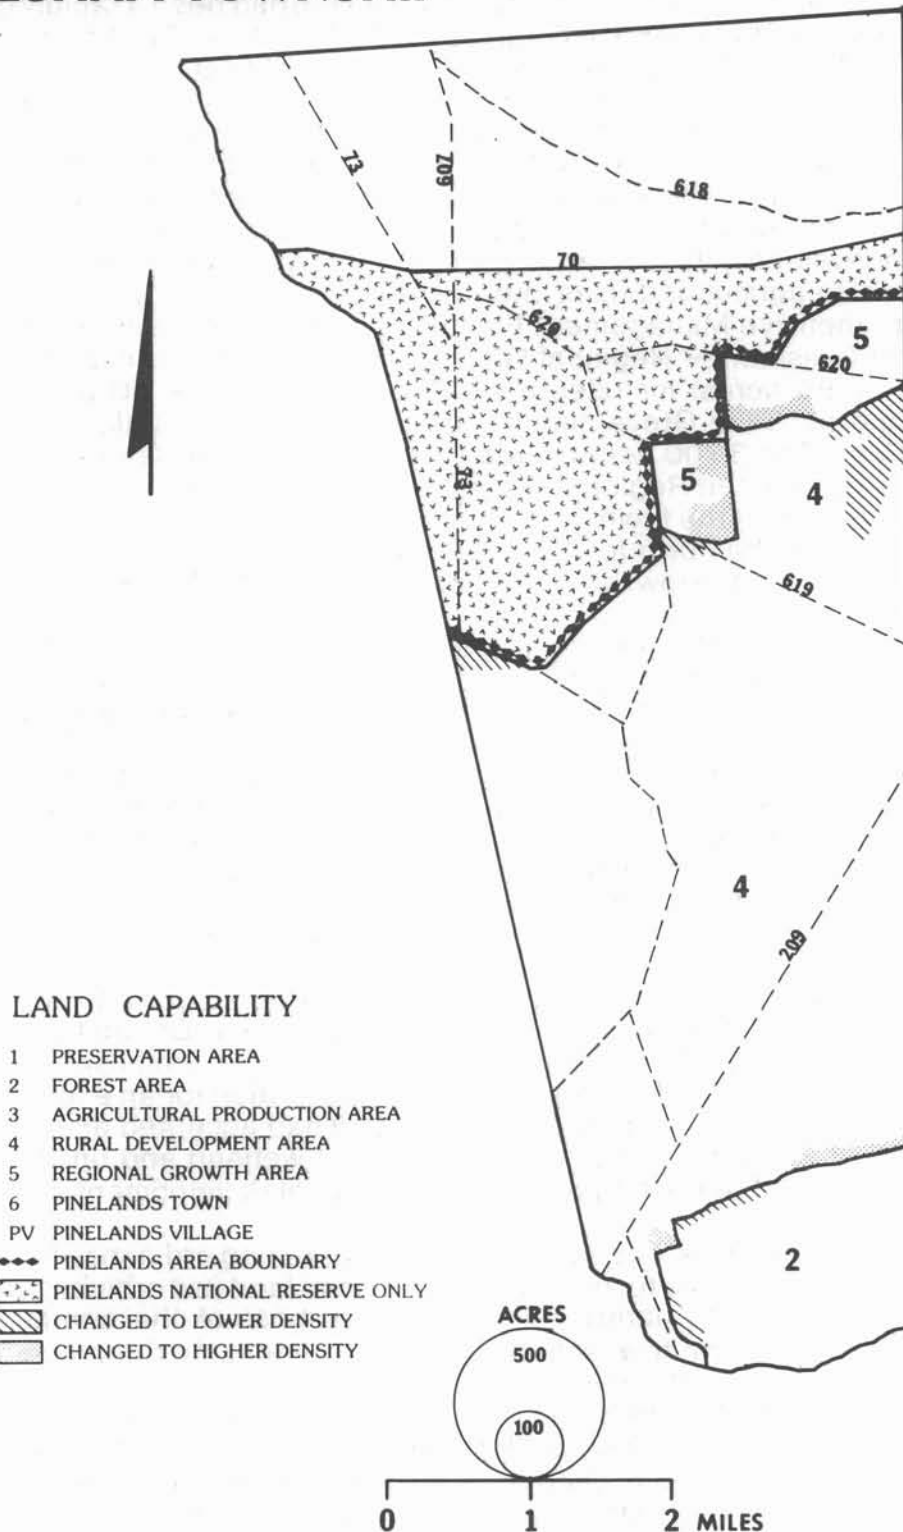 73
607
618
70
620
5
620
73
5
4
619
4
209
LAND CAPABILITY
1 PRESERVATION AREA
2 FOREST AREA
3 AGRICULTURAL PRODUCTION AREA
4 RURAL DEVELOPMENT AREA
5 REGIONAL GROWTH AREA
6 PINELANDS TOWN
PV PINELANDS VILLAGE
PINELANDS AREA BOUNDARY
PINELANDS NATIONAL RESERVE ONLY
CHANGED TO LOWER DENSITY
CHANGED TO HIGHER DENSITY
2
ACRES
500
100
0 1 2 MILES